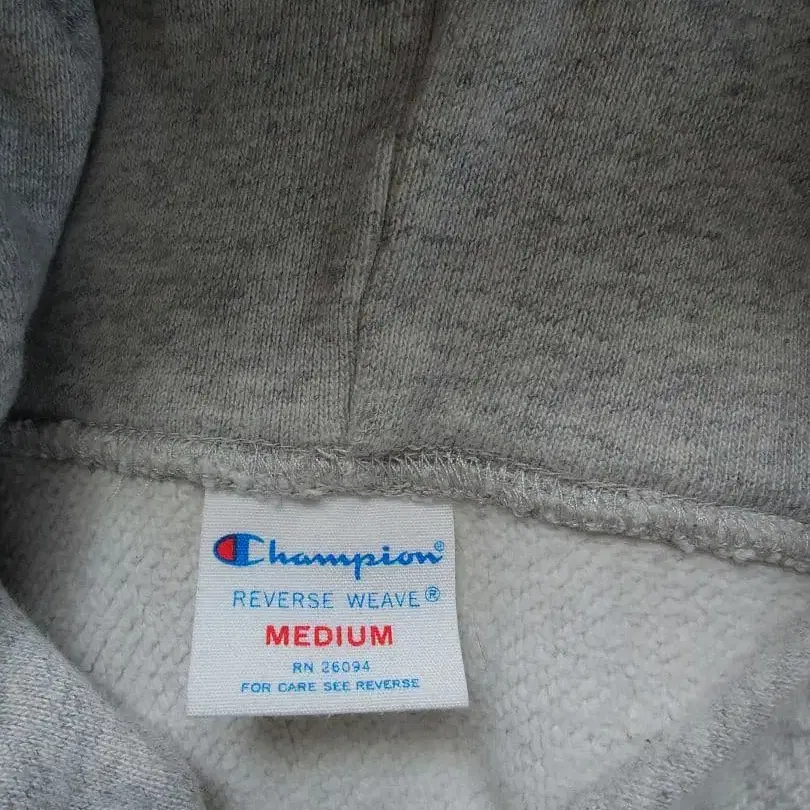 Champion®
REVERSE WEAVE®
MEDIUM
RN 26094
FOR CARE SEE REVERSE